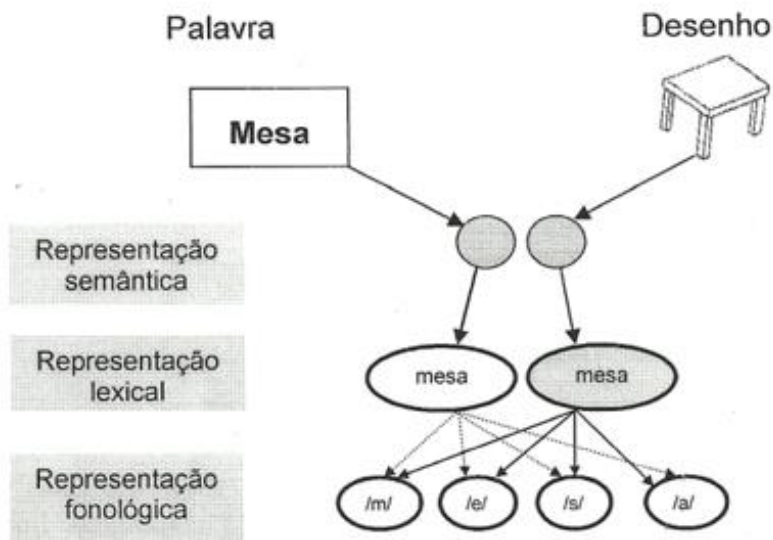 Palavra
Desenho
Mesa
Representação
semântica
Representação
lexical
mesa
mesa
Representação
fonológica
/m/
/e/
/s/
/a/